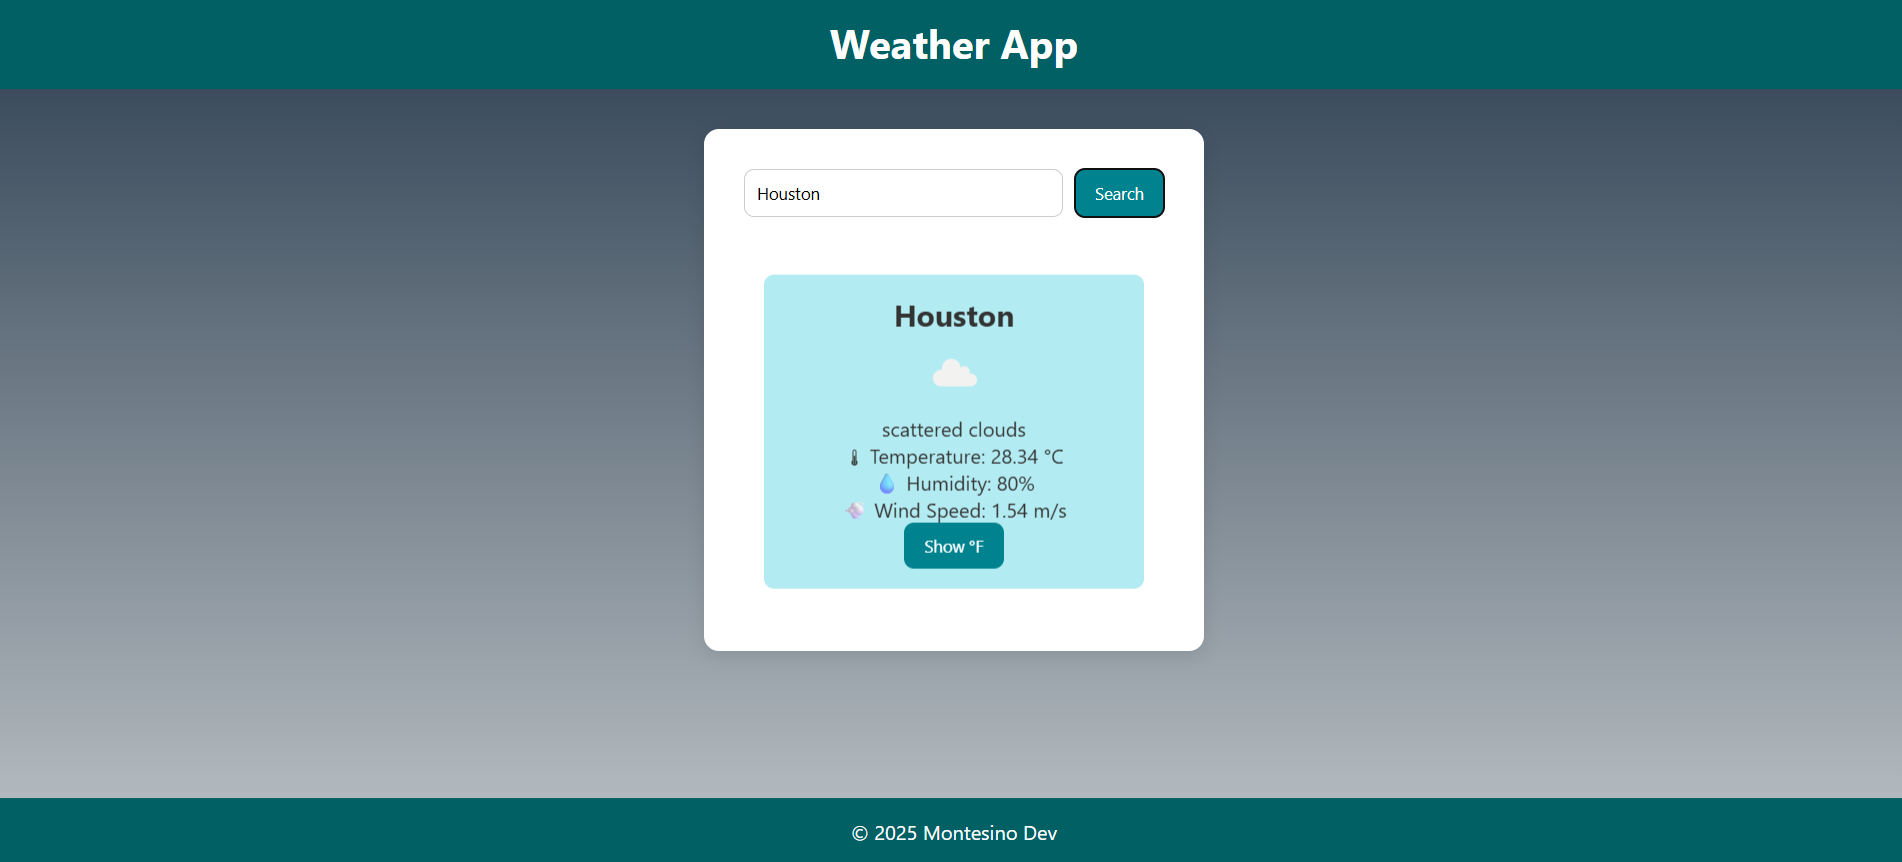 Weather App
Houston
Search
Houston
scattered clouds
🌡 Temperature: 28.34 °C
💧 Humidity: 80%
Wind Speed: 1.54 m/s
Show °F
© 2025 Montesino Dev